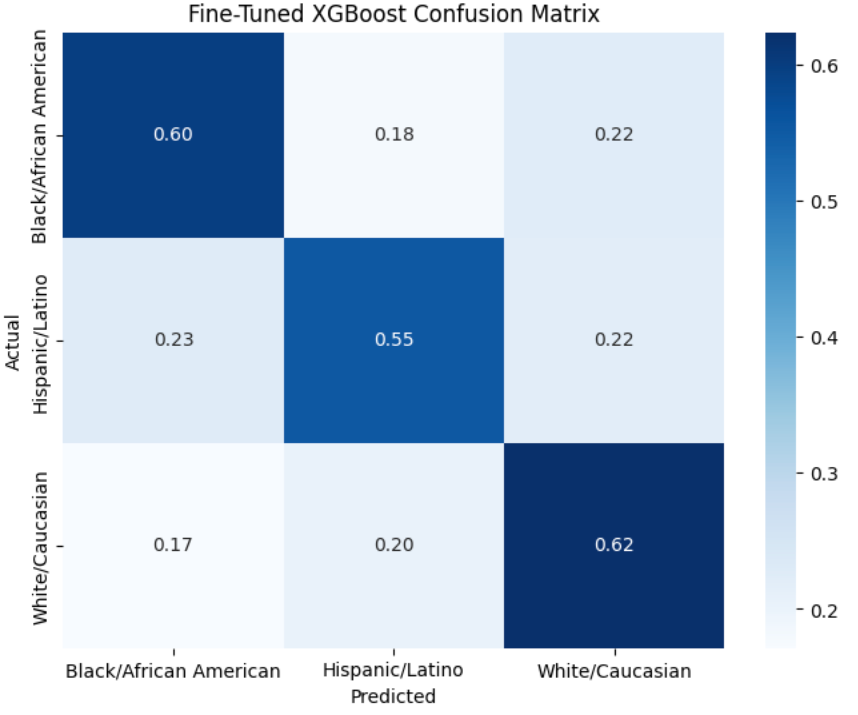 Fine-Tuned XGBoost Confusion Matrix
Actual
Black/African American
0.60
0.18
0.22
Hispanic/Latino
0.23
0.55
0.22
White/Caucasian
0.17
0.20
0.62
Black/African American
Hispanic/Latino
White/Caucasian
Predicted
0.6
0.5
0.4
0.3
0.2